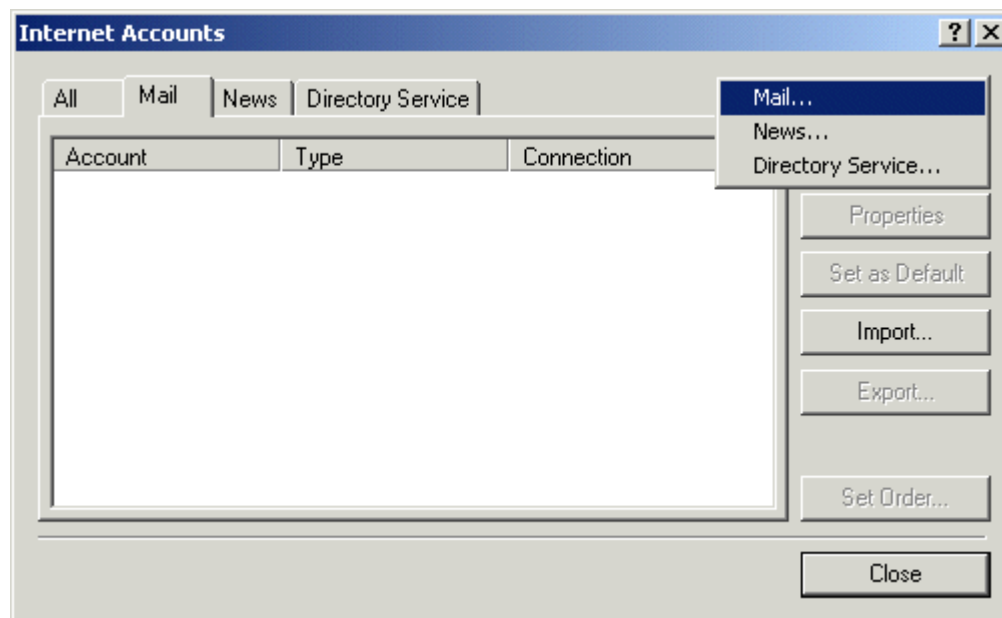 Internet Accounts
All Mail News Directory Service
Mail...
News...
Directory Service...
Account Type Connection
Properties
Set as Default
Import...
Export...
Set Order...
Close